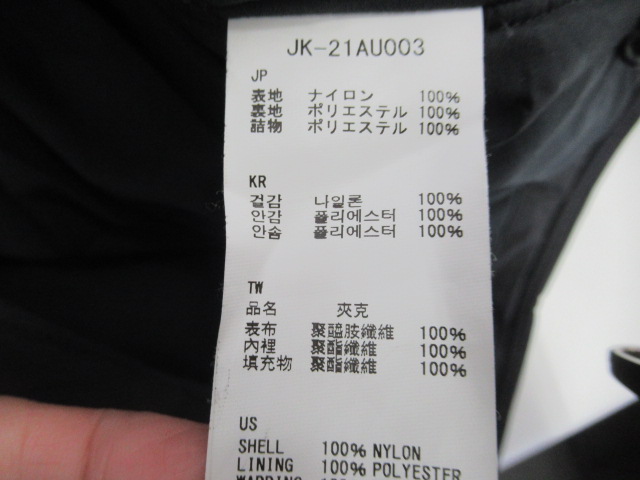 JK-21AU003
JP
表地 ナイロン 100%
裏地 ポリエステル 100%
詰物 ポリエステル 100%
KR
겉감 나일론 100%
안감 폴리에스터 100%
안솜 폴리에스터 100%
TW
品名 夾克
表布 聚醯胺纖維 100%
內裡 聚酯纖維 100%
填充物 聚酯纖維 100%
US
SHELL 100% NYLON
LINING 100% POLYESTER